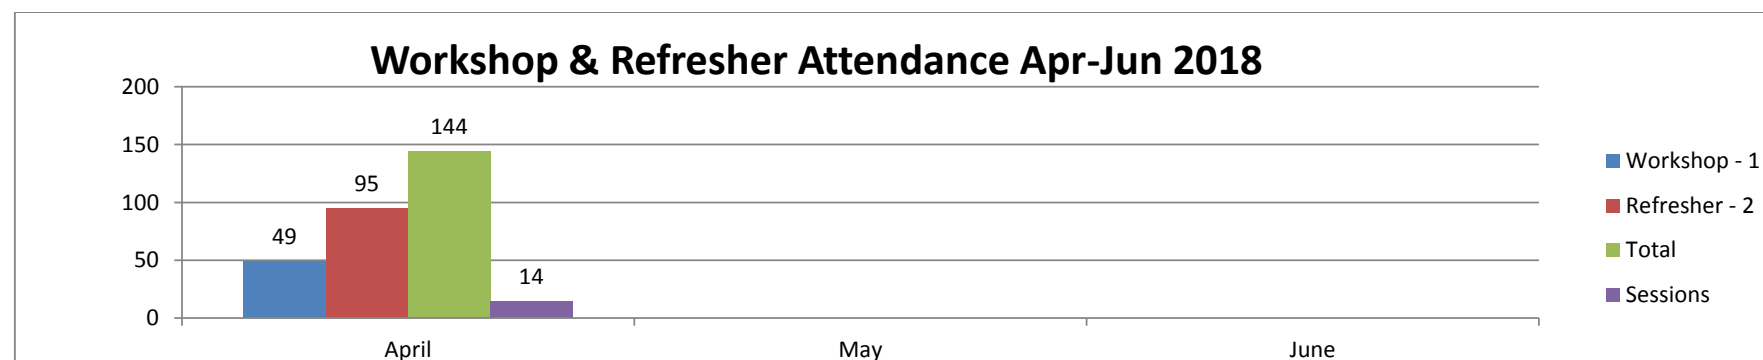 Workshop & Refresher Attendance Apr-Jun 2018
200
150
100
50
0
49
95
144
14
April
May
June
Workshop - 1
Refresher - 2
Total
Sessions